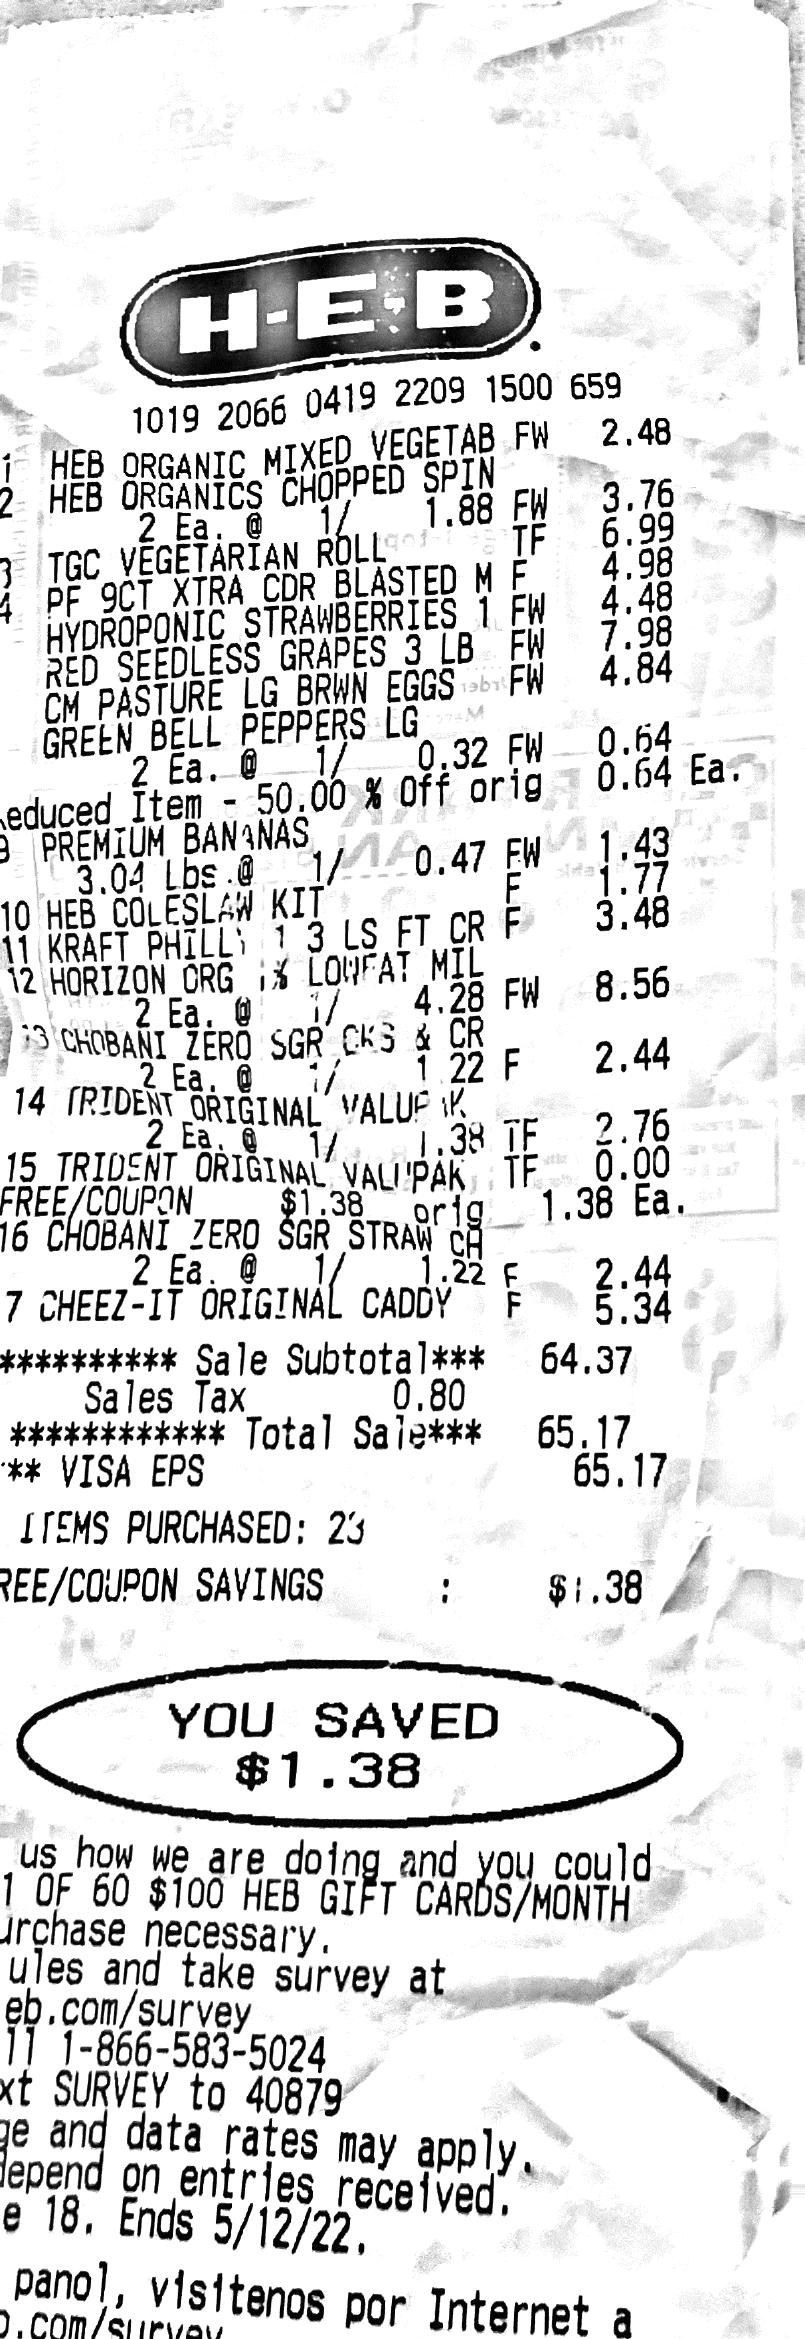 H-E-B
1019 2066 0419 2209 1500 659
1 HEB ORGANIC MIXED VEGETAB FW 2.48
2 HEB ORGANICS CHOPPED SPIN
2 Ea. @ 1/ 1.88 FW 3.76
3 TGC VEGETARIAN ROLL TF 6.99
4 PF 9CT XTRA CDR BLASTED M F 4.98
HYDROPONIC STRAWBERRIES 1 FW 4.48
RED SEEDLESS GRAPES 3 LB FW 7.98
CM PASTURE LG BRWN EGGS FW 4.84
GREEN BELL PEPPERS LG
2 Ea. @ 1/ 0.32 FW 0.64
educed Item - 50.00 % Off orig 0.64 Ea.
9 PREMIUM BANANAS
3.04 Lbs @ 1/ 0.47 FW 1.43
10 HEB COLESLAW KIT F 1.77
11 KRAFT PHILLY 1 3 LS FT CR F 3.48
12 HORIZON ORG 1% LOWFAT MIL
2 Ea. @ 1/ 4.28 FW 8.56
13 CHOBANI ZERO SGR CKS & CR
2 Ea. @ 1/ 1.22 F 2.44
14 TRIDENT ORIGINAL VALUPAK
2 Ea. @ 1/ 1.38 TF 2.76
15 TRIDENT ORIGINAL VALUPAK TF 0.00
FREE/COUPON $1.38 orig 1.38 Ea.
16 CHOBANI ZERO SGR STRAW CH
2 Ea. @ 1/ 1.22 F 2.44
7 CHEEZ-IT ORIGINAL CADDY F 5.34
********** Sale Subtotal*** 64.37
Sales Tax 0.80
************ Total Sale*** 65.17
** VISA EPS 65.17
ITEMS PURCHASED: 23
REE/COUPON SAVINGS : $1.38
YOU SAVED
$1.38
us how we are doing and you could
1 OF 60 $100 HEB GIFT CARDS/MONTH
urchase necessary.
ules and take survey at
eb.com/survey
ll 1-866-583-5024
xt SURVEY to 40879
ge and data rates may apply.
depend on entries received.
e 18. Ends 5/12/22.
panol, visitenos por Internet a
b.com/survey